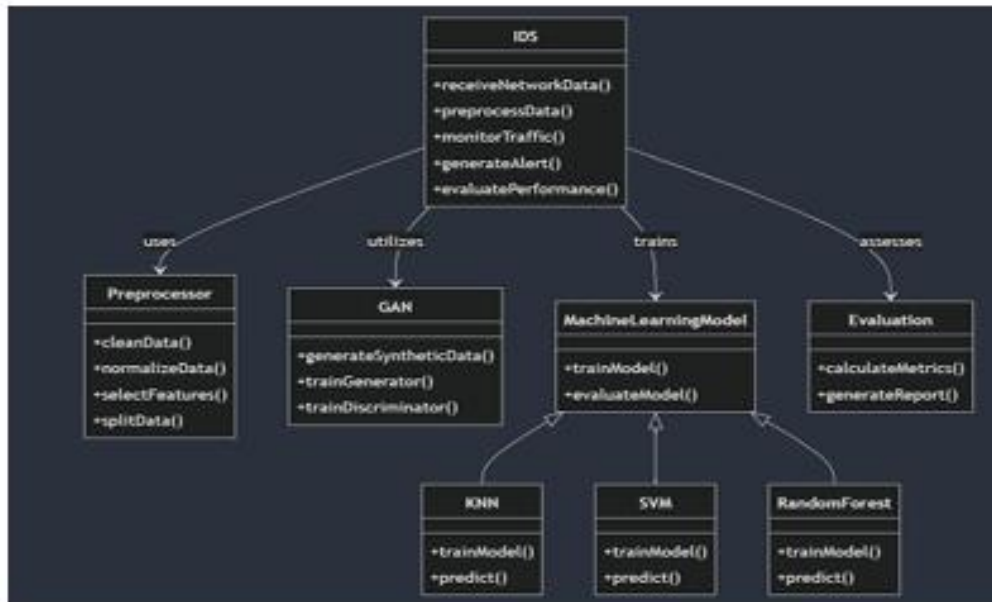 IDS
+receiveNetworkData()
+preprocessData()
+monitorTraffic()
+generateAlert()
+evaluatePerformance()
uses
utilizes
trains
assesses
Preprocessor
+cleanData()
+normalizeData()
+selectFeatures()
+splitData()
GAN
+generateSyntheticData()
+trainGenerator()
+trainDiscriminator()
MachineLearningModel
+trainModel()
+evaluateModel()
Evaluation
+calculateMetrics()
+generateReport()
KNN
+trainModel()
+predict()
SVM
+trainModel()
+predict()
RandomForest
+trainModel()
+predict()